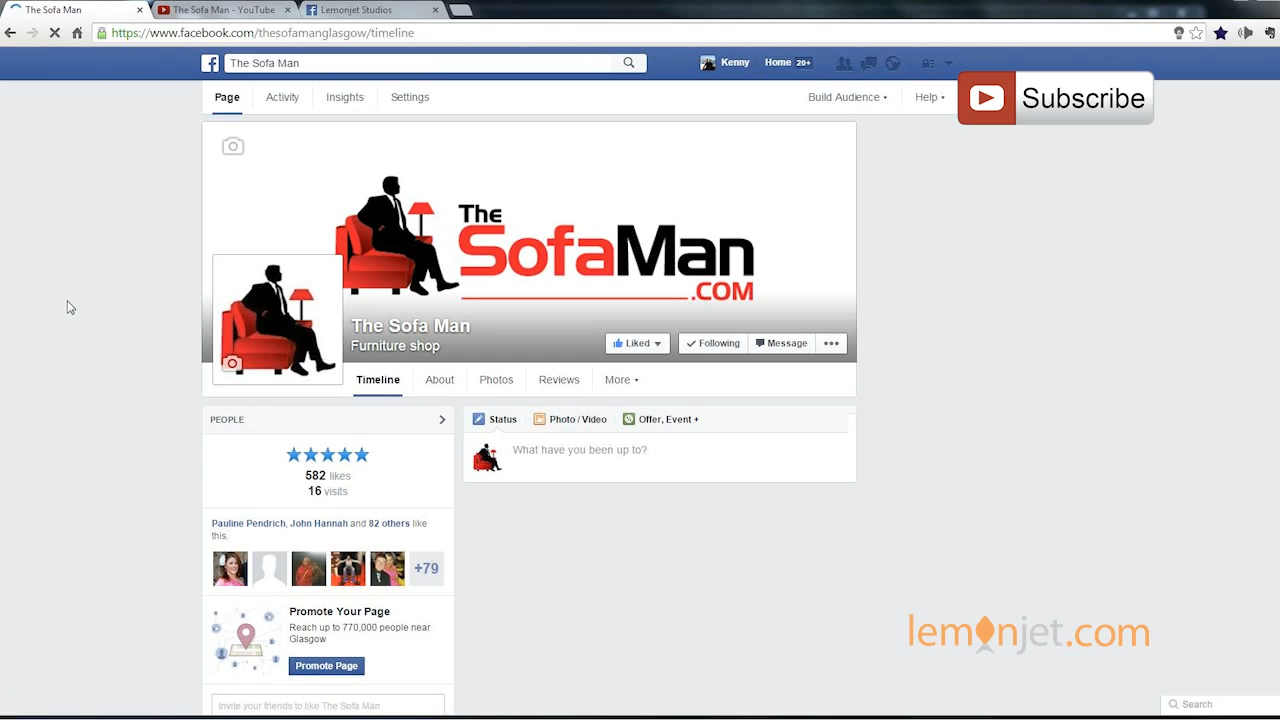 The Sofa Man
The Sofa Man - YouTube
Lemonjet Studios
https://www.facebook.com/thesofamanglasgow/timeline
The Sofa Man
Kenny
Home 20+
Page Activity Insights Settings
Build Audience
Help
Subscribe
The
SofaMan
.COM
The Sofa Man
Furniture shop
Liked
Following
Message
Timeline About Photos Reviews More
PEOPLE
582 likes
16 visits
Pauline Pendrich, John Hannah and 82 others like
this.
+79
Promote Your Page
Reach up to 770,000 people near
Glasgow
Promote Page
Invite your friends to like The Sofa Man
Status Photo / Video Offer, Event +
What have you been up to?
lemonjet.com
Search